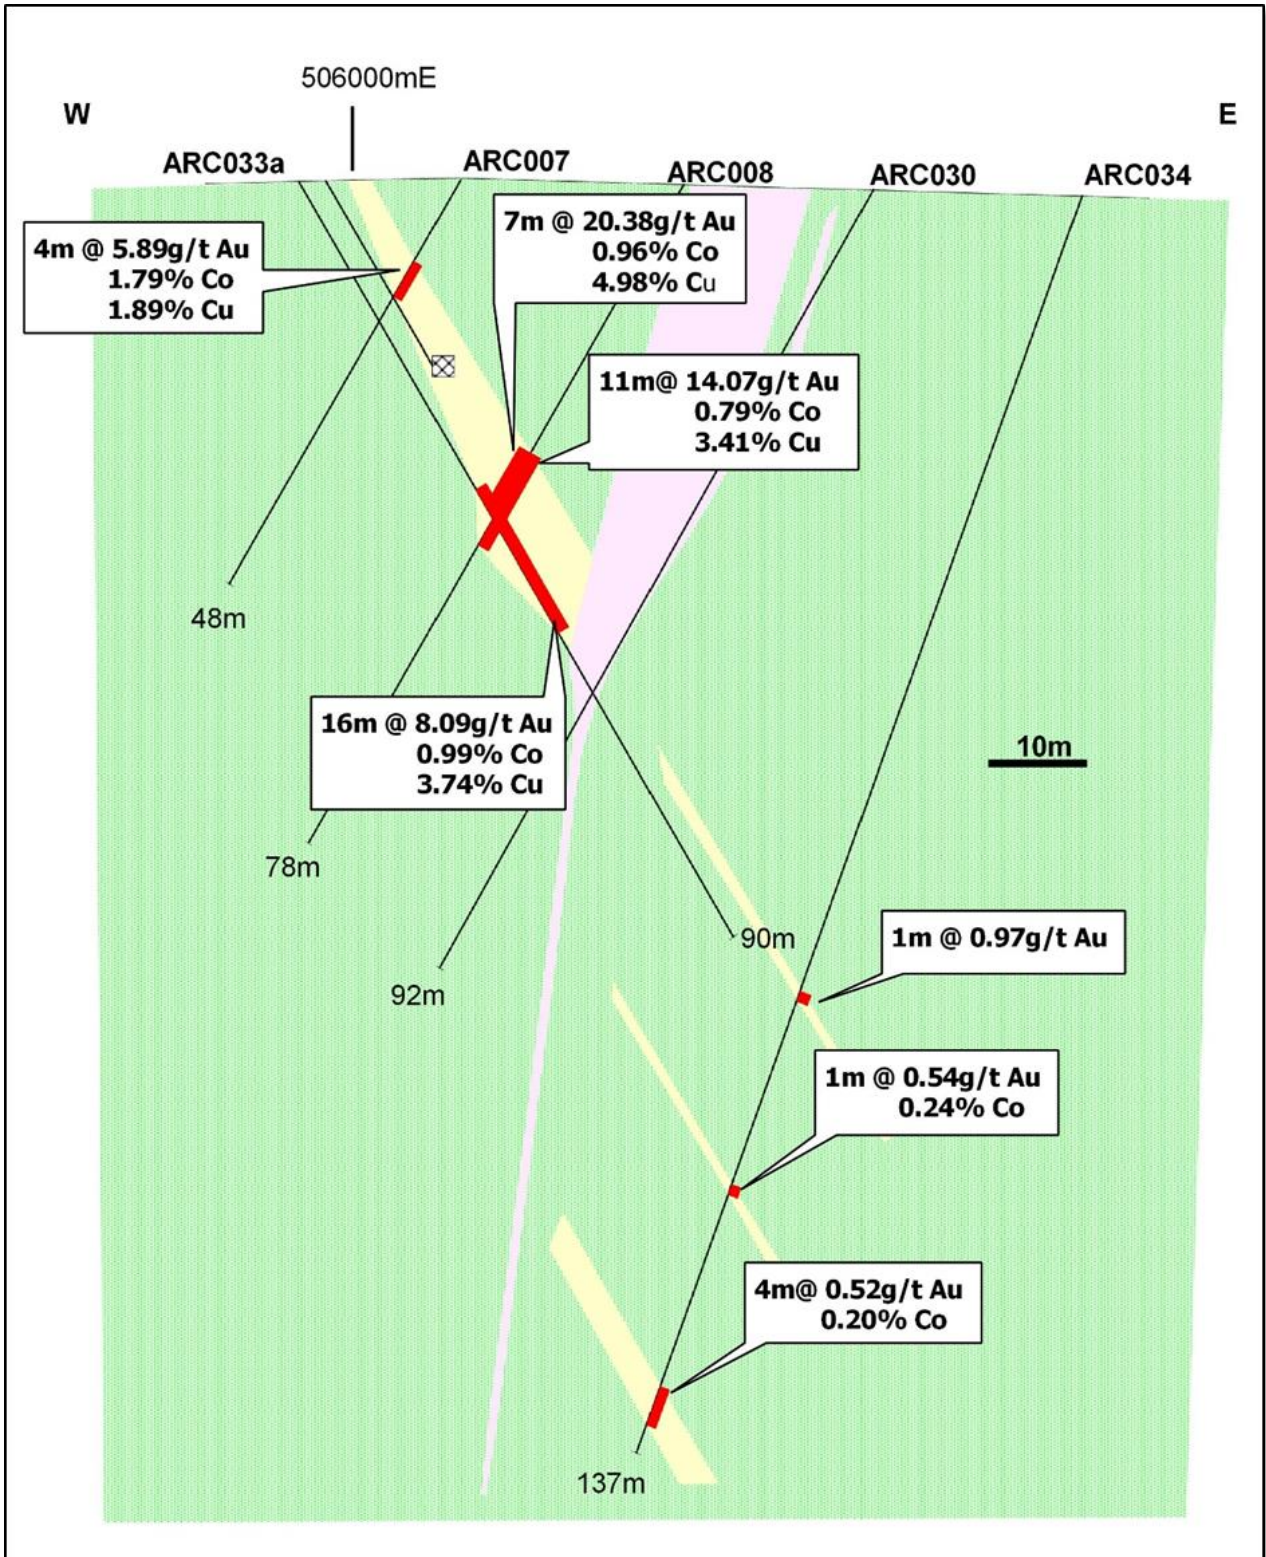 506000mE
W
E
ARC033a
ARC007
ARC008
ARC030
ARC034
4m @ 5.89g/t Au
1.79% Co
1.89% Cu
7m @ 20.38g/t Au
0.96% Co
4.98% Cu
11m@ 14.07g/t Au
0.79% Co
3.41% Cu
48m
16m @ 8.09g/t Au
0.99% Co
3.74% Cu
10m
78m
90m
1m @ 0.97g/t Au
92m
1m @ 0.54g/t Au
0.24% Co
4m@ 0.52g/t Au
0.20% Co
137m